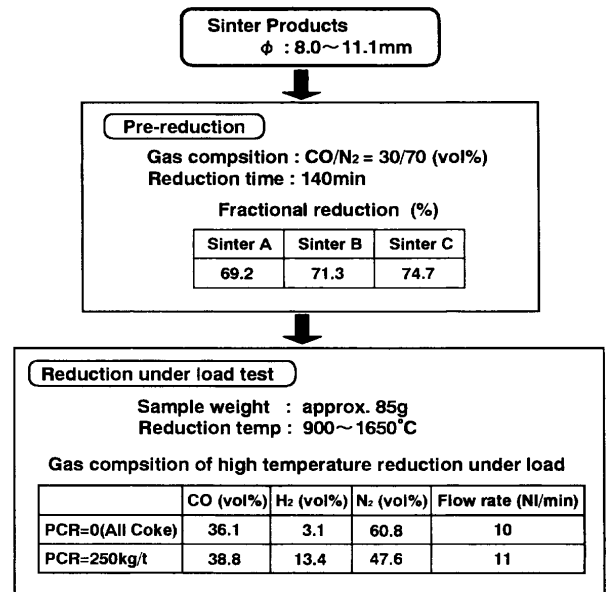 Sinter Products
ϕ : 8.0～11.1mm
Pre-reduction
Gas compsition : CO/N₂ = 30/70 (vol%)
Reduction time : 140min
Fractional reduction (%)
Sinter A Sinter B Sinter C
69.2 71.3 74.7
Reduction under load test
Sample weight : approx. 85g
Reduction temp : 900～1650°C
Gas compsition of high temperature reduction under load
CO (vol%) H₂ (vol%) N₂ (vol%) Flow rate (Nl/min)
PCR=0(All Coke) 36.1 3.1 60.8 10
PCR=250kg/t 38.8 13.4 47.6 11